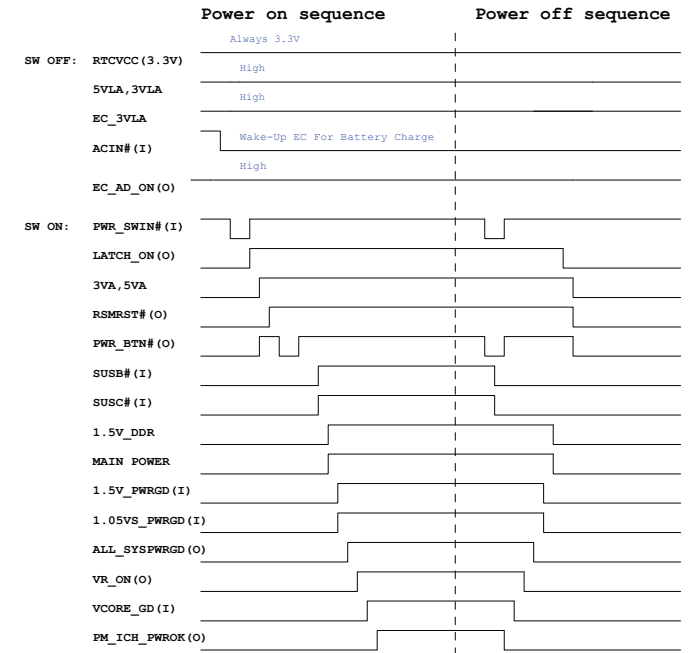 Power on sequence Power off sequence
Always 3.3V
SW OFF: RTCVCC(3.3V)
High
5VLA,3VLA
High
EC_3VLA
ACIN#(I) Wake-Up EC For Battery Charge
High
EC_AD_ON(O)
SW ON: PWR_SWIN#(I)
LATCH_ON(O)
3VA,5VA
RSMRST#(O)
PWR_BTN#(O)
SUSB#(I)
SUSC#(I)
1.5V_DDR
MAIN POWER
1.5V_PWRGD(I)
1.05VS_PWRGD(I)
ALL_SYSPWRGD(O)
VR_ON(O)
VCORE_GD(I)
PM_ICH_PWROK(O)